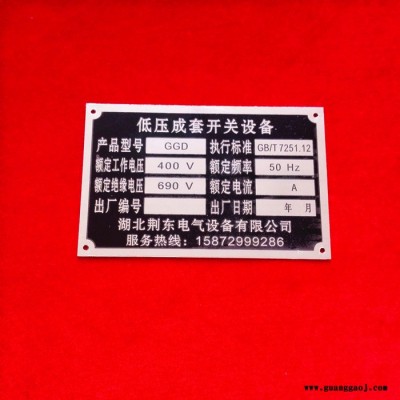 低压成套开关设备
产品型号 GGD 执行标准 GB/T 7251.12
额定工作电压 400 V 额定频率 50 Hz
额定绝缘电压 690 V 额定电流 A
出厂编号 出厂日期 年 月
湖北荆东电气设备有限公司
服务热线：15872999286
www.guanggaoj.com